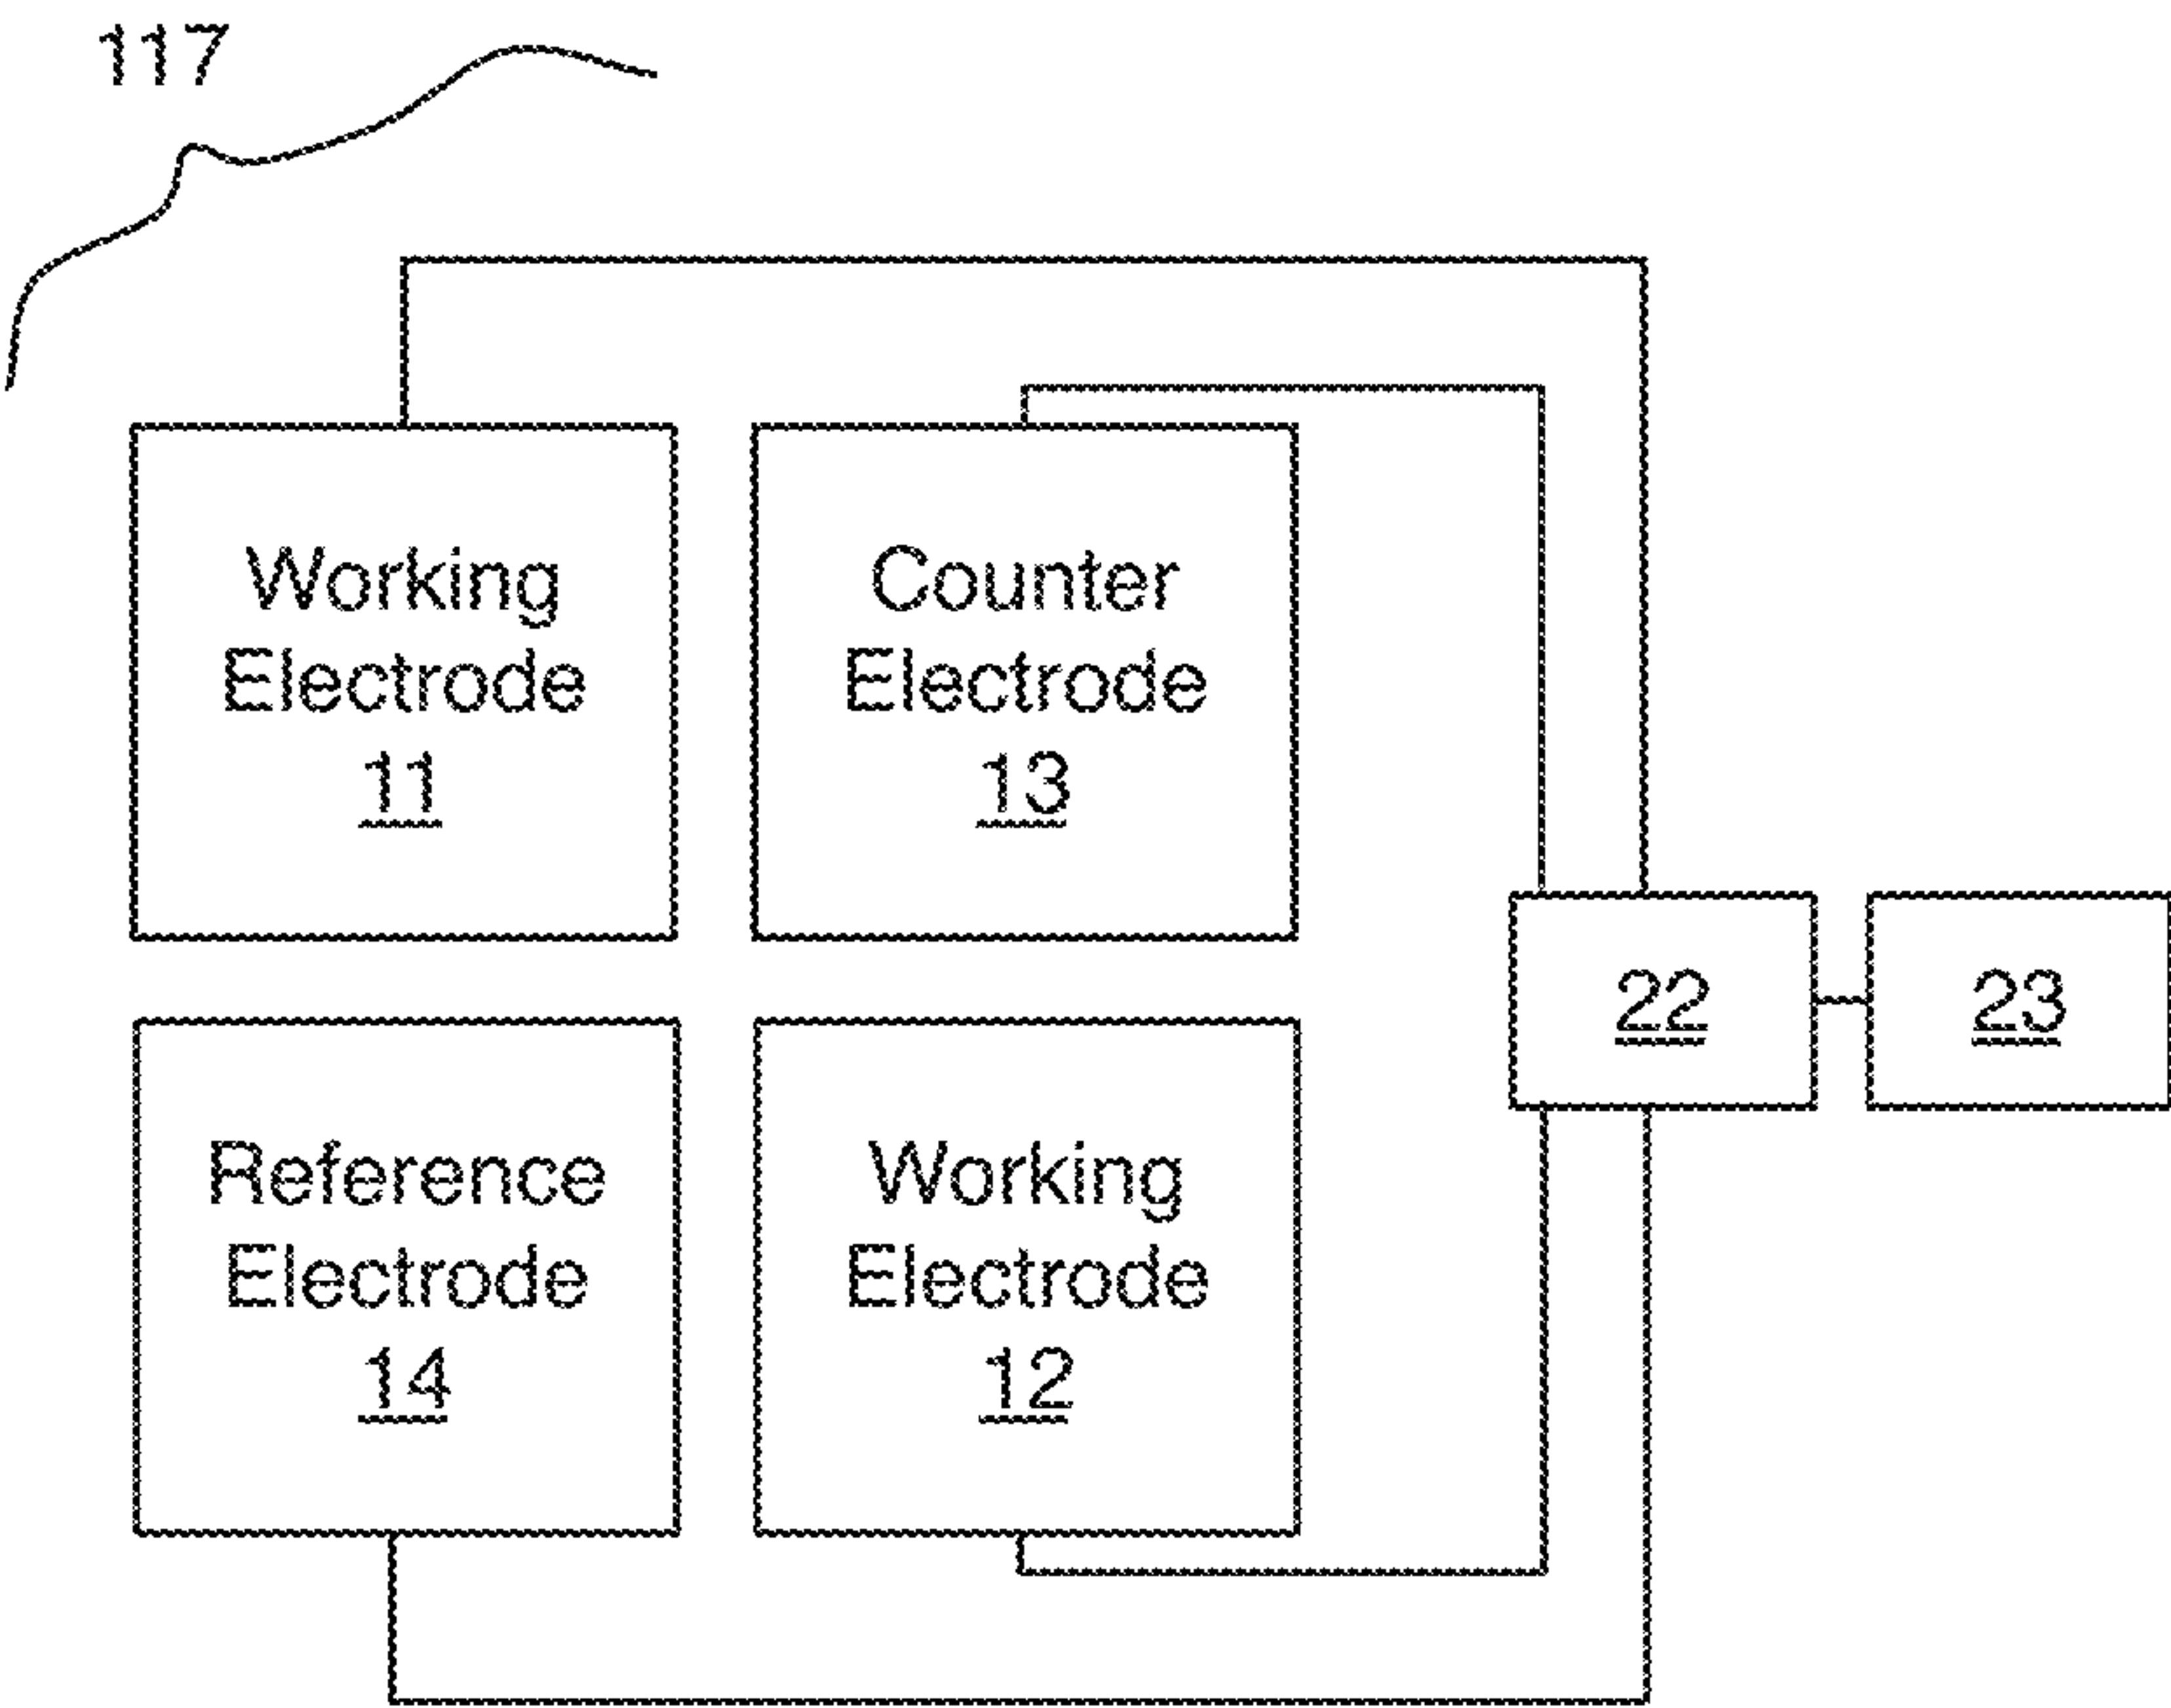 117
Working
Electrode
11
Counter
Electrode
13
22
23
Reference
Electrode
14
Working
Electrode
12